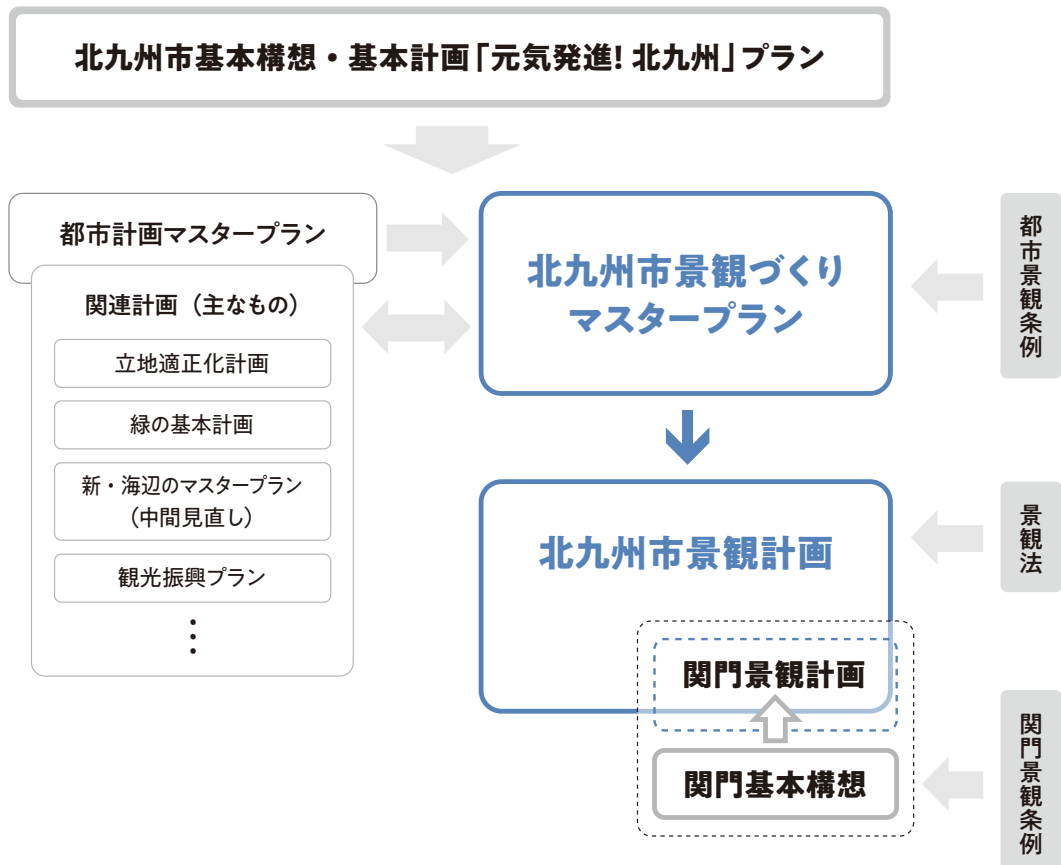 北九州市基本構想・基本計画「元気発進! 北九州」プラン
都市計画マスタープラン
関連計画（主なもの）
立地適正化計画
緑の基本計画
新・海辺のマスタープラン
（中間見直し）
観光振興プラン
⋮
北九州市景観づくり
マスタープラン
北九州市景観計画
関門景観計画
関門基本構想
都市景観条例
景観法
関門景観条例